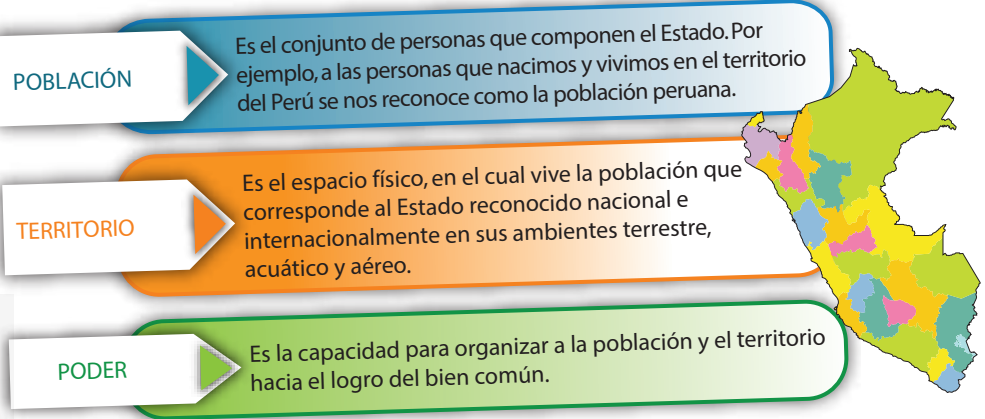 POBLACIÓN
Es el conjunto de personas que componen el Estado. Por
ejemplo, a las personas que nacimos y vivimos en el territorio
del Perú se nos reconoce como la población peruana.
TERRITORIO
Es el espacio físico, en el cual vive la población que
corresponde al Estado reconocido nacional e
internacionalmente en sus ambientes terrestre,
acuático y aéreo.
PODER
Es la capacidad para organizar a la población y el territorio
hacia el logro del bien común.